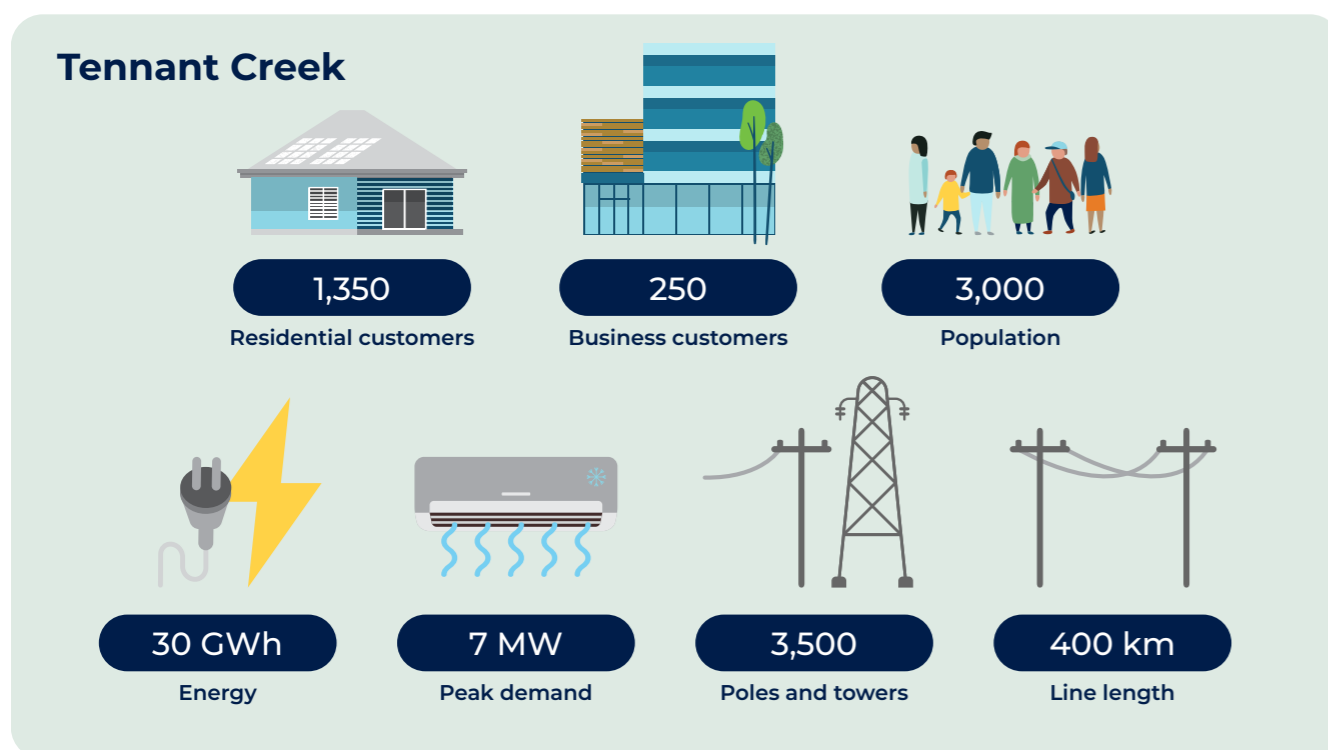 Tennant Creek
1,350
250
3,000
Residential customers
Business customers
Population
30 GWh
7 MW
3,500
400 km
Energy
Peak demand
Poles and towers
Line length